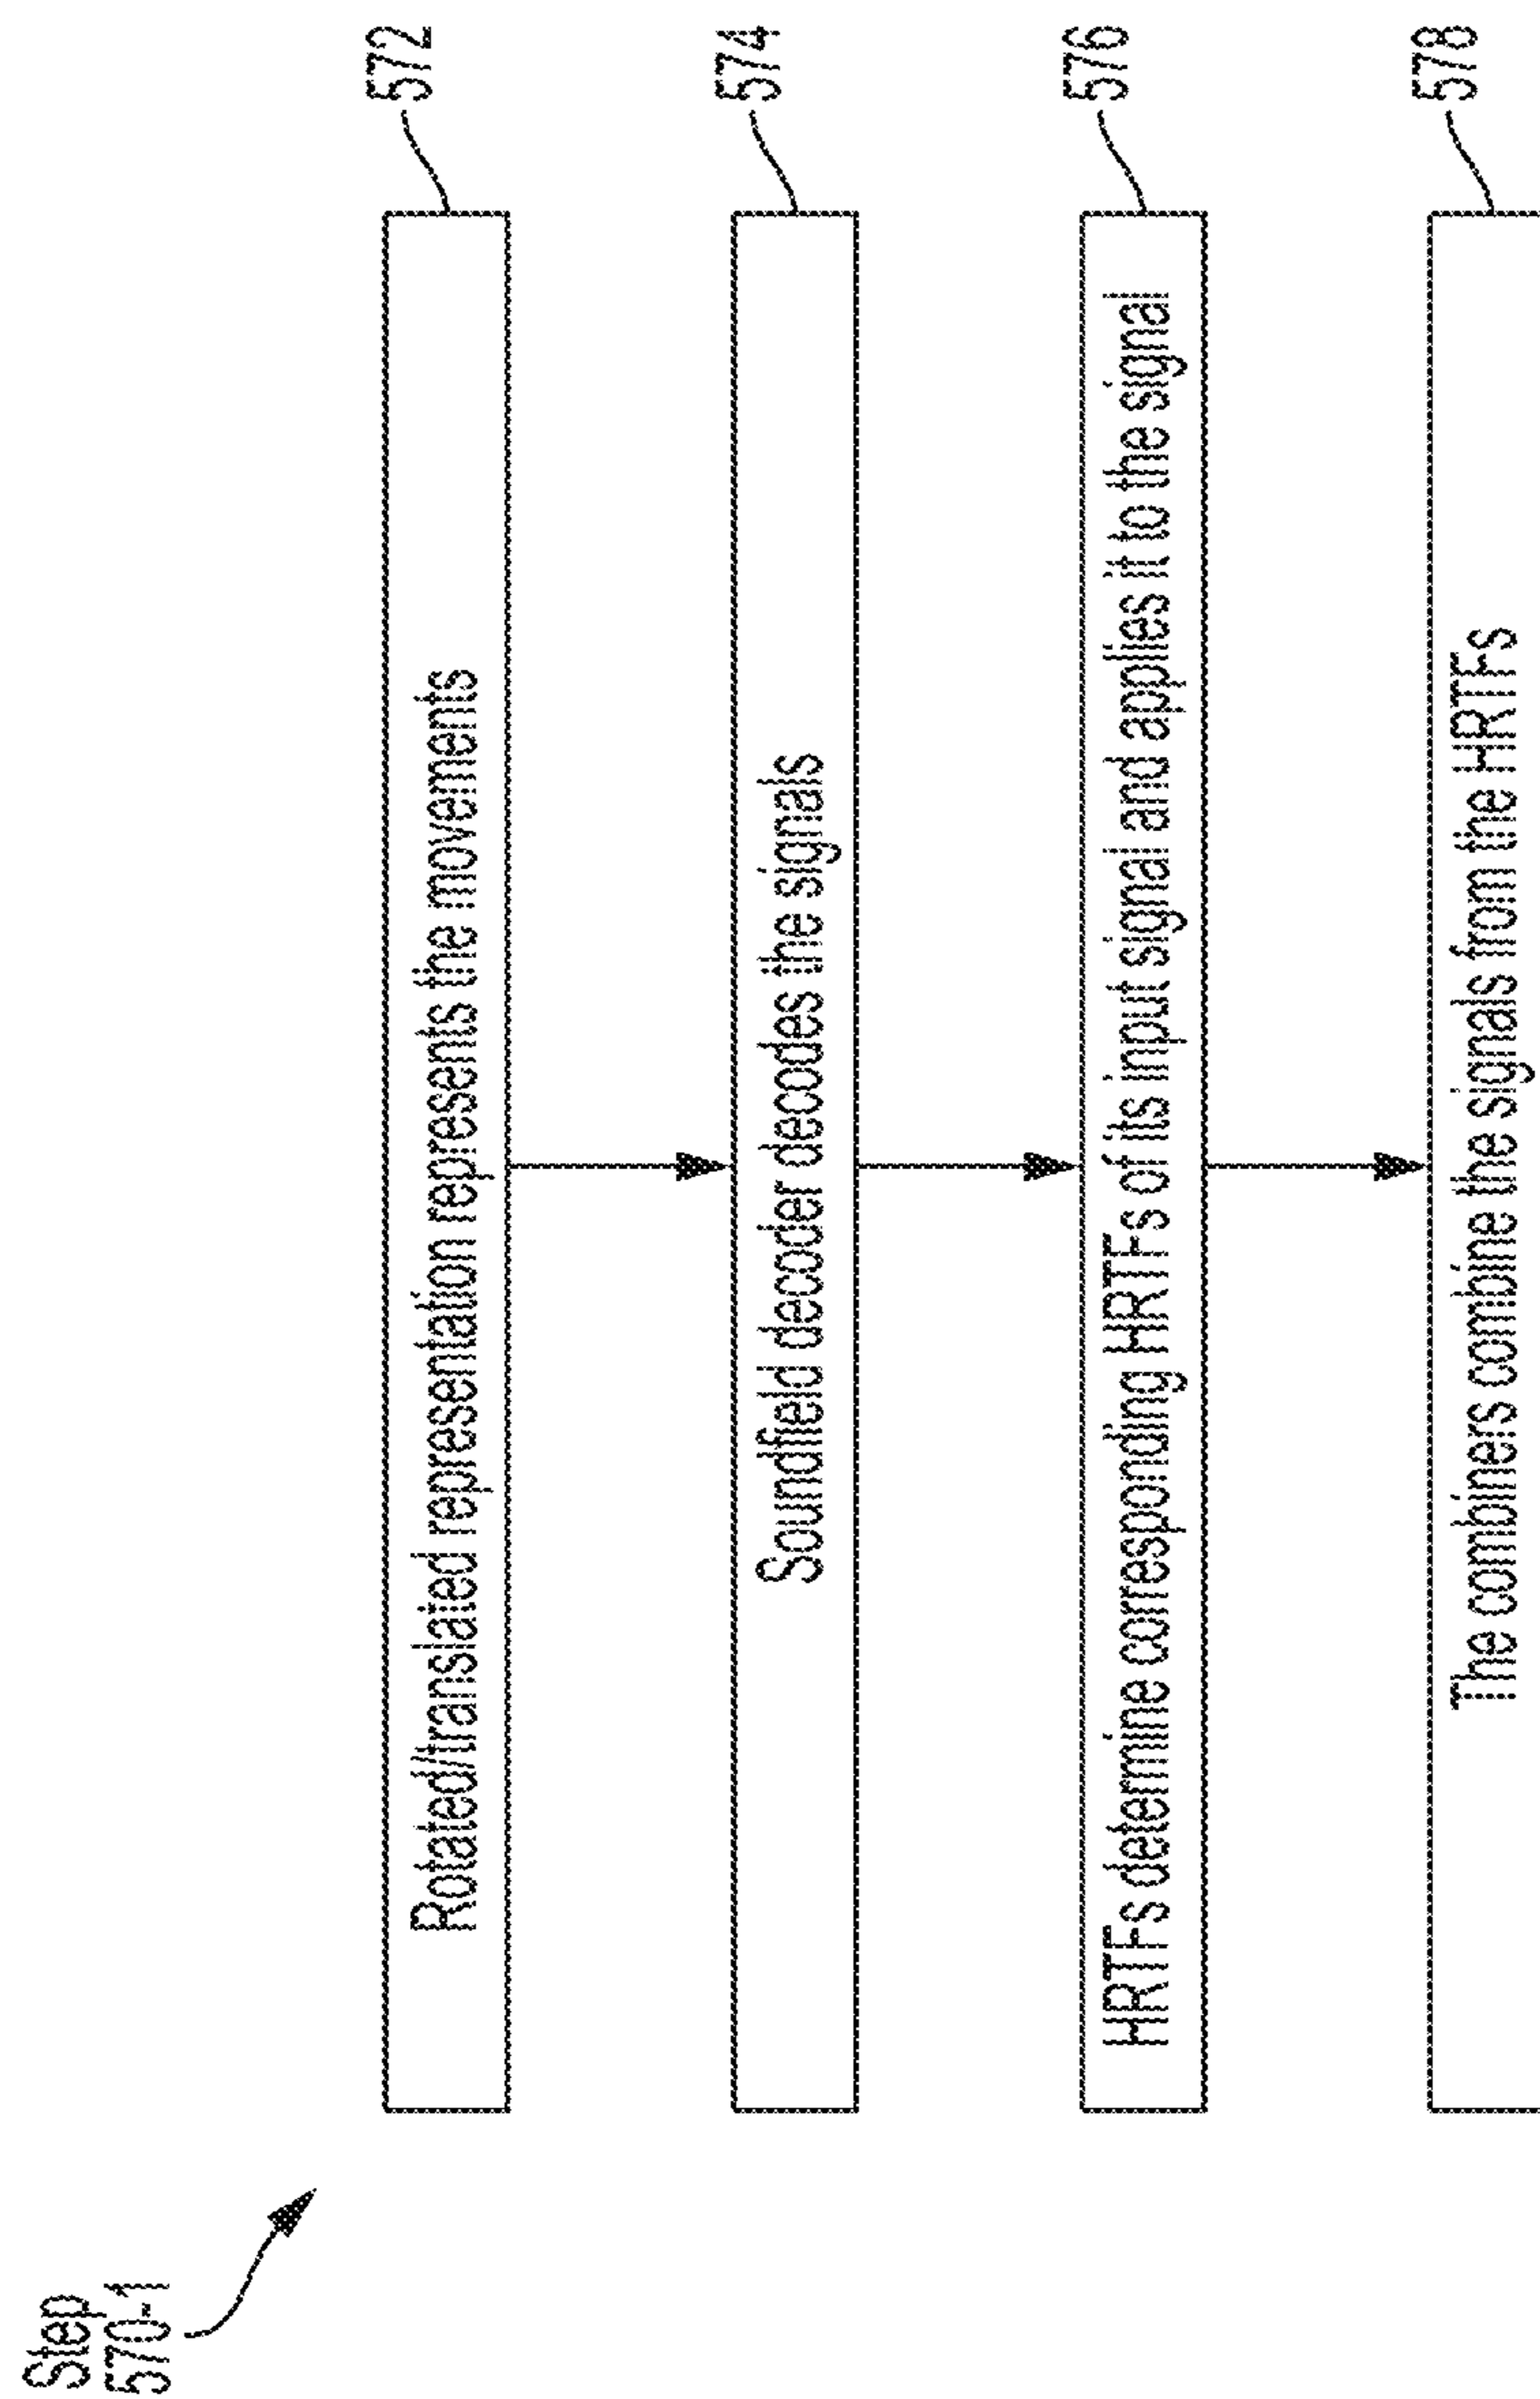 Step
570-1
572
Rotated/translated representation represents the movements
574
Soundfield decoder decodes the signals
576
HRTFs determine corresponding HRTFs of its input signal and applies it to the signal
578
The combiners combine the signals from the HRTFs